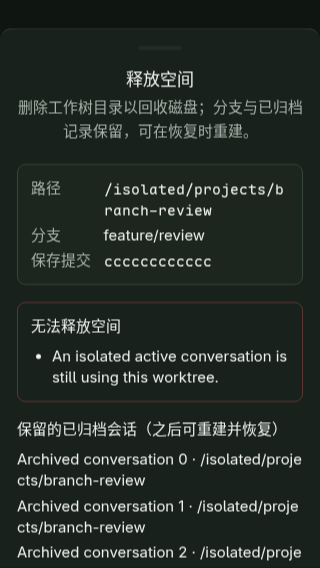 释放空间
删除工作树目录以回收磁盘；分支与已归档
记录保留，可在恢复时重建。
路径 /isolated/projects/b
ranch-review
分支 feature/review
保存提交 cccccccccccc
无法释放空间
• An isolated active conversation is
still using this worktree.
保留的已归档会话（之后可重建并恢复）
Archived conversation 0 · /isolated/proje
cts/branch-review
Archived conversation 1 · /isolated/proje
cts/branch-review
Archived conversation 2 · /isolated/proje